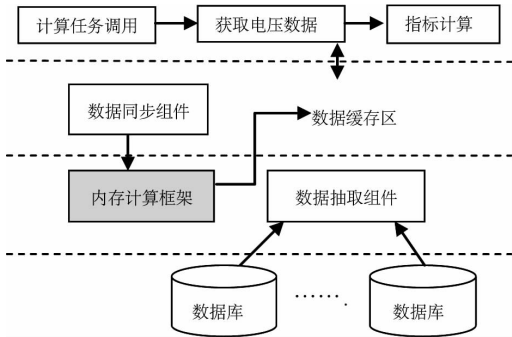 计算任务调用
获取电压数据
指标计算
数据同步组件
数据缓存区
内存计算框架
数据抽取组件
数据库
.......
数据库